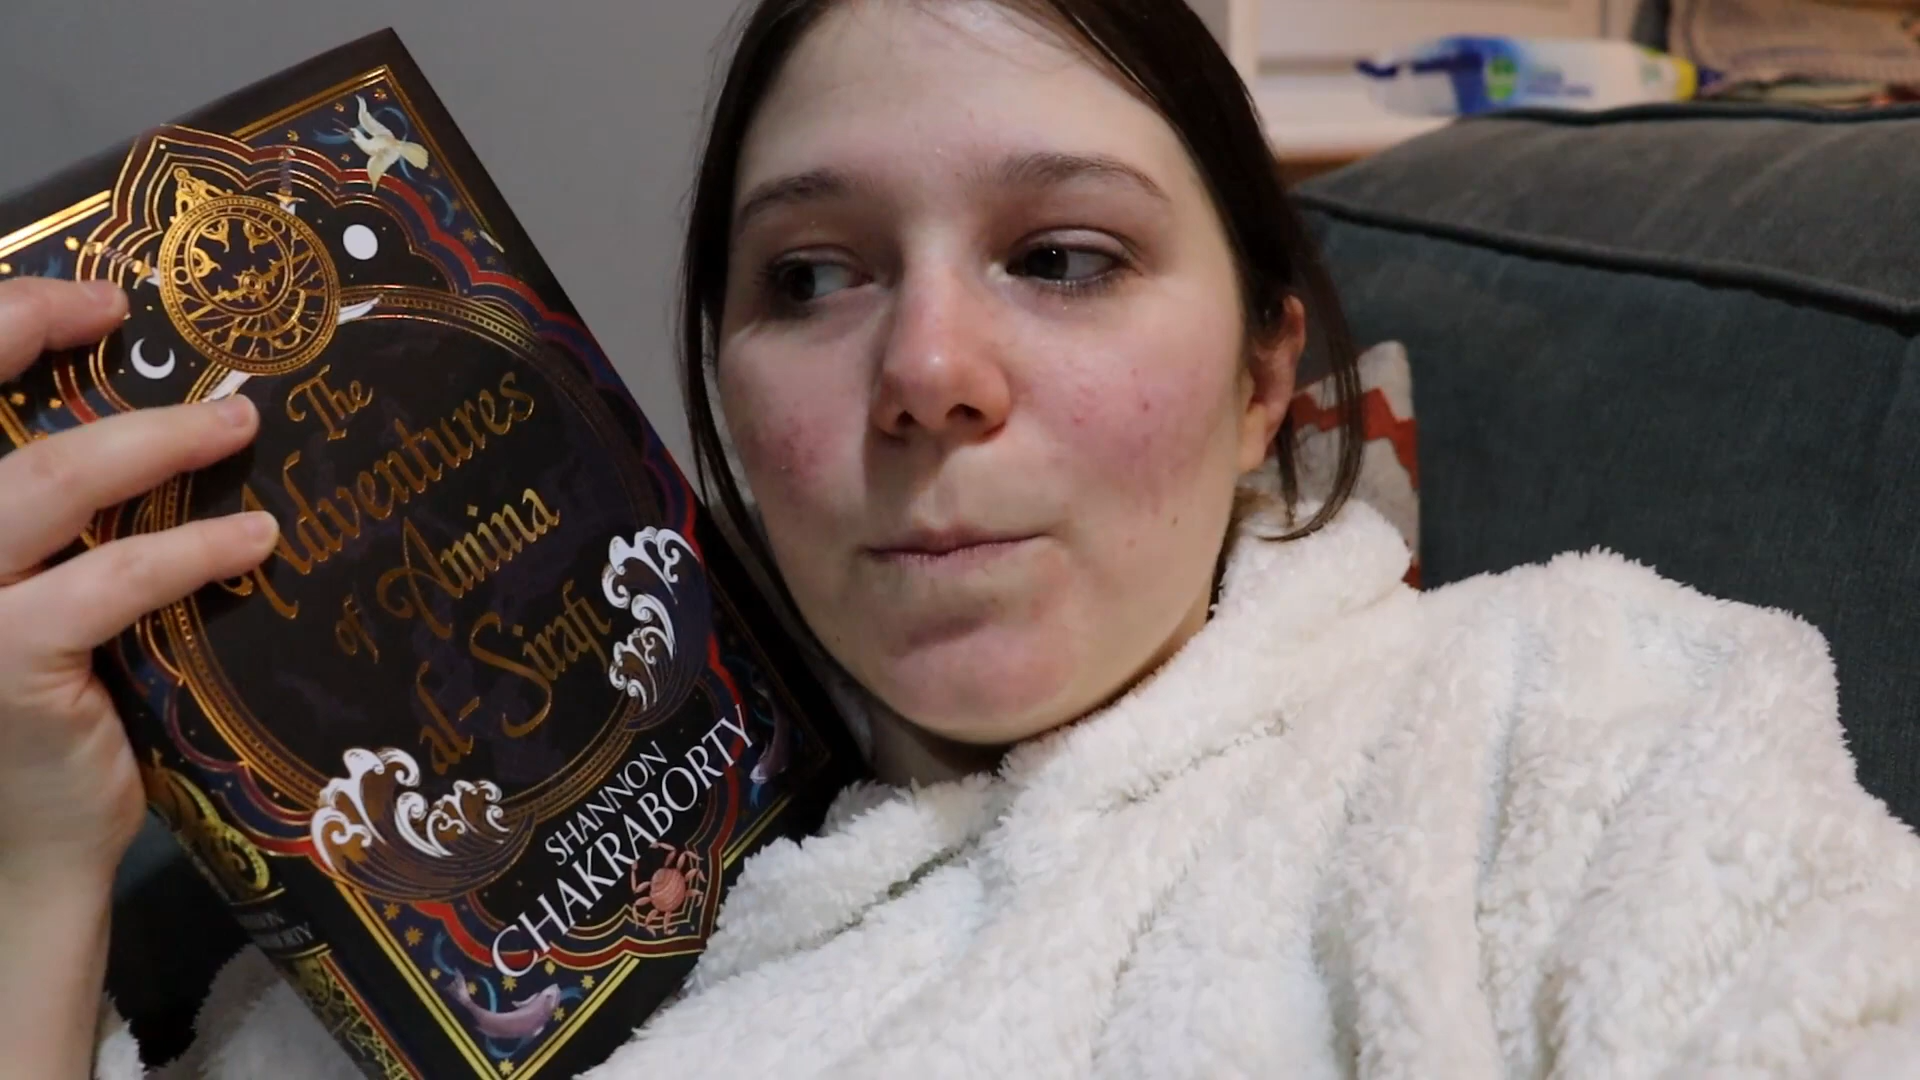 The
Adventures
of Amina
al-Sirafi
SHANNON
CHAKRABORTY